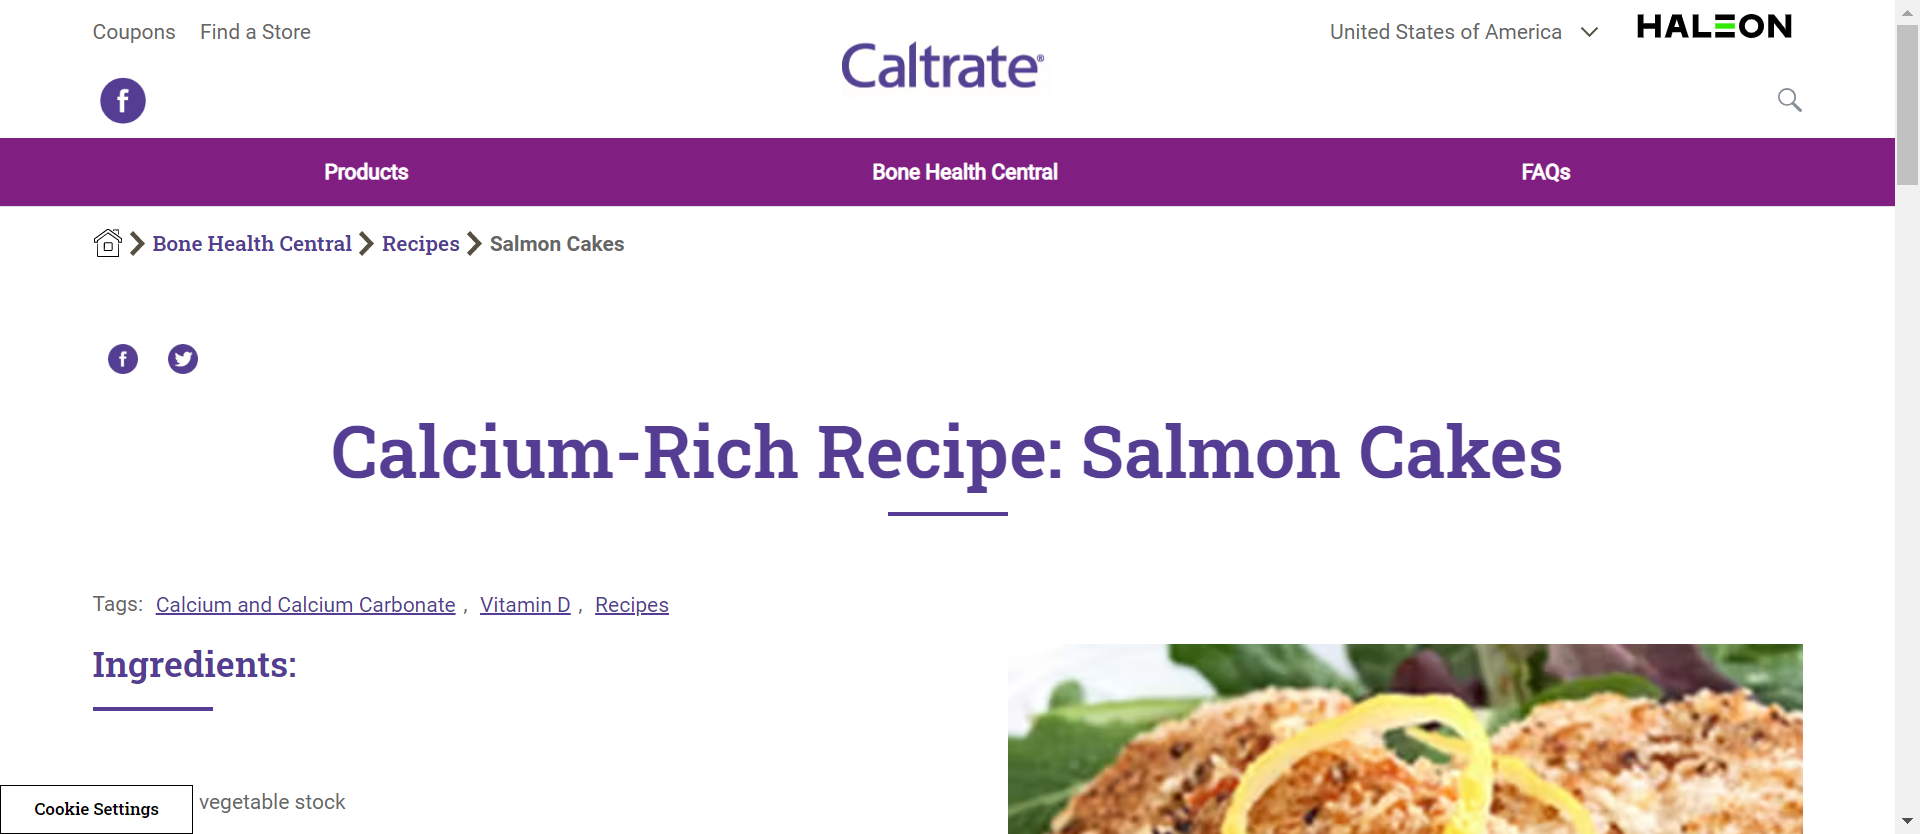 Coupons Find a Store
United States of America
HALEON
Caltrate®
Products Bone Health Central FAQs
Bone Health Central Recipes Salmon Cakes
Calcium-Rich Recipe: Salmon Cakes
Tags: Calcium and Calcium Carbonate , Vitamin D , Recipes
Ingredients:
vegetable stock
Cookie Settings